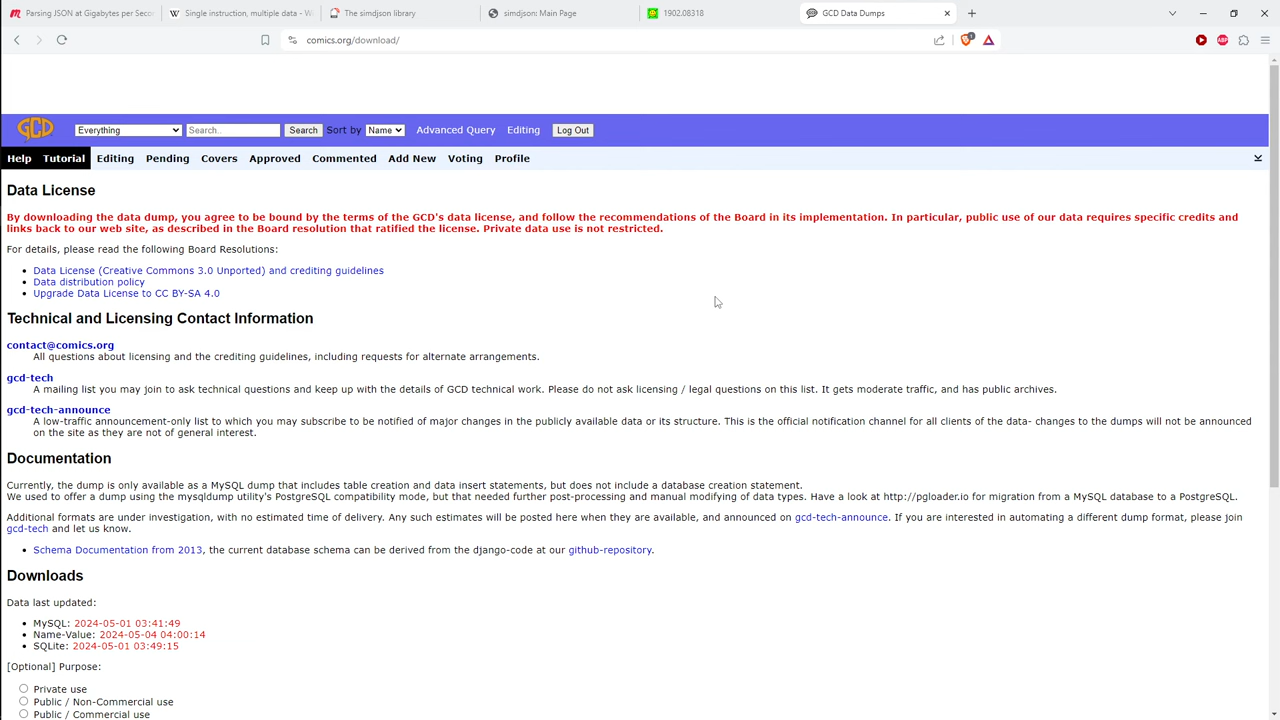 Parsing JSON at Gigabytes per Seco
Single instruction, multiple data - W
The simdjson library
simdjson: Main Page
1902.08318
GCD Data Dumps
comics.org/download/
GCD Everything Search.. Search Sort by Name Advanced Query Editing Log Out
Help Tutorial Editing Pending Covers Approved Commented Add New Voting Profile
Data License
By downloading the data dump, you agree to be bound by the terms of the GCD's data license, and follow the recommendations of the Board in its implementation. In particular, public use of our data requires specific credits and
links back to our web site, as described in the Board resolution that ratified the license. Private data use is not restricted.
For details, please read the following Board Resolutions:
Data License (Creative Commons 3.0 Unported) and crediting guidelines
Data distribution policy
Upgrade Data License to CC BY-SA 4.0
Technical and Licensing Contact Information
contact@comics.org
All questions about licensing and the crediting guidelines, including requests for alternate arrangements.
gcd-tech
A mailing list you may join to ask technical questions and keep up with the details of GCD technical work. Please do not ask licensing / legal questions on this list. It gets moderate traffic, and has public archives.
gcd-tech-announce
A low-traffic announcement-only list to which you may subscribe to be notified of major changes in the publicly available data or its structure. This is the official notification channel for all clients of the data- changes to the dumps will not be announced
on the site as they are not of general interest.
Documentation
Currently, the dump is only available as a MySQL dump that includes table creation and data insert statements, but does not include a database creation statement.
We used to offer a dump using the mysqldump utility's PostgreSQL compatibility mode, but that needed further post-processing and manual modifying of data types. Have a look at http://pgloader.io for migration from a MySQL database to a PostgreSQL.
Additional formats are under investigation, with no estimated time of delivery. Any such estimates will be posted here when they are available, and announced on gcd-tech-announce. If you are interested in automating a different dump format, please join
gcd-tech and let us know.
Schema Documentation from 2013, the current database schema can be derived from the django-code at our github-repository.
Downloads
Data last updated:
MySQL: 2024-05-01 03:41:49
Name-Value: 2024-05-04 04:00:14
SQLite: 2024-05-01 03:49:15
[Optional] Purpose:
Private use
Public / Non-Commercial use
Public / Commercial use